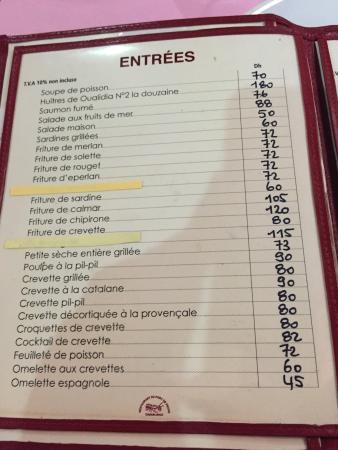 ENTRÉES
T.V.A 10% non incluse Dh
Soupe de poisson 70
Huîtres de Oualidia N°2 la douzaine 180
Saumon fumé 76
Salade aux fruits de mer 88
Salade maison 50
Sardines grillées 60
Friture de merlan 72
Friture de solette 72
Friture de rouget 72
Friture d'eperlan 72
Friture de sardine 60
Friture de calmar 105
Friture de chipirone 120
Friture de crevette 80
115
Petite sèche entière grillée 73
Poulpe à la pil-pil 90
Crevette grillée 80
Crevette à la catalane 90
Crevette pil-pil 80
Crevette décortiquée à la provençale 80
Croquettes de crevette 80
Cocktail de crevette 82
Feuilleté de poisson 72
Omelette aux crevettes 60
Omelette espagnole 45